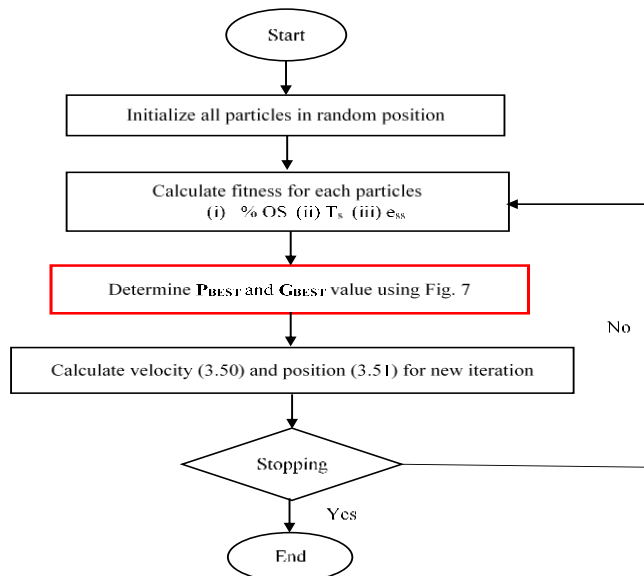 Start
Initialize all particles in random position
Calculate fitness for each particles
(i) % OS (ii) Ts (iii) ess
Determine PBEST and GBEST value using Fig. 7
No
Calculate velocity (3.50) and position (3.51) for new iteration
Stopping
Yes
End